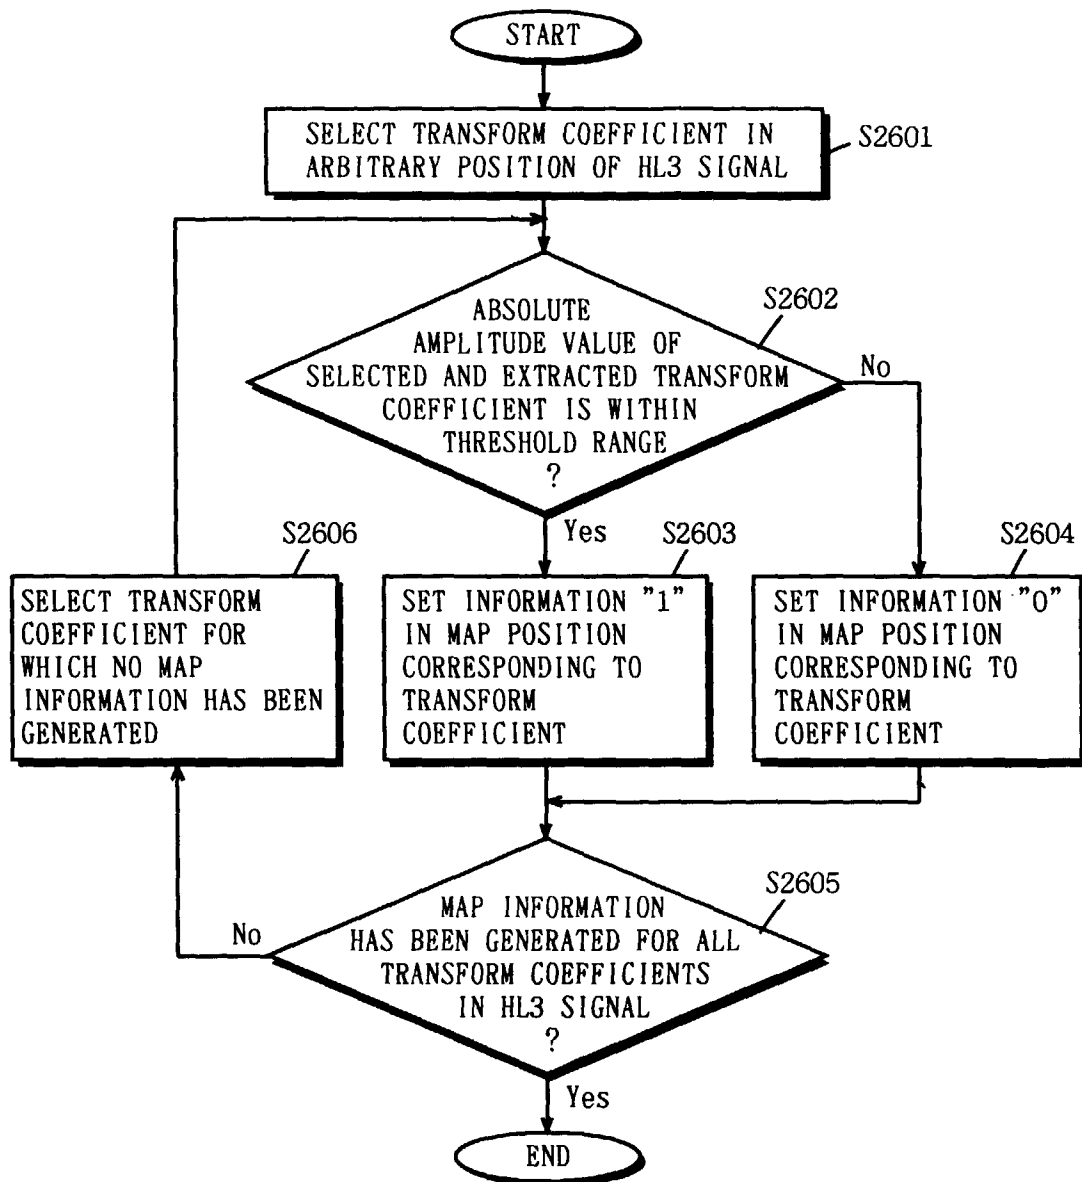 START
SELECT TRANSFORM COEFFICIENT IN
ARBITRARY POSITION OF HL3 SIGNAL
S2601
S2602
ABSOLUTE
AMPLITUDE VALUE OF
SELECTED AND EXTRACTED TRANSFORM
COEFFICIENT IS WITHIN
THRESHOLD RANGE
?
No
Yes
S2606
SELECT TRANSFORM
COEFFICIENT FOR
WHICH NO MAP
INFORMATION HAS BEEN
GENERATED
S2603
SET INFORMATION "1"
IN MAP POSITION
CORRESPONDING TO
TRANSFORM
COEFFICIENT
S2604
SET INFORMATION "0"
IN MAP POSITION
CORRESPONDING TO
TRANSFORM
COEFFICIENT
S2605
MAP INFORMATION
HAS BEEN GENERATED FOR ALL
TRANSFORM COEFFICIENTS
IN HL3 SIGNAL
?
No
Yes
END